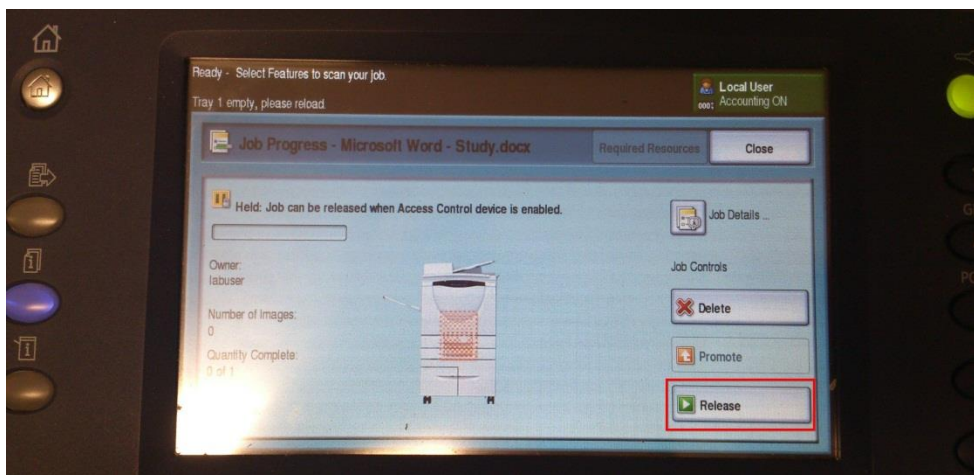 Ready - Select Features to scan your job.
Local User
Tray 1 empty, please reload.
000: Accounting ON
Job Progress - Microsoft Word - Study.docx
Required Resources
Close
Held: Job can be released when Access Control device is enabled.
Job Details ...
Owner:
labuser
Job Controls
Delete
Number of images:
0
Promote
Quantity Complete:
0 of 1
Release